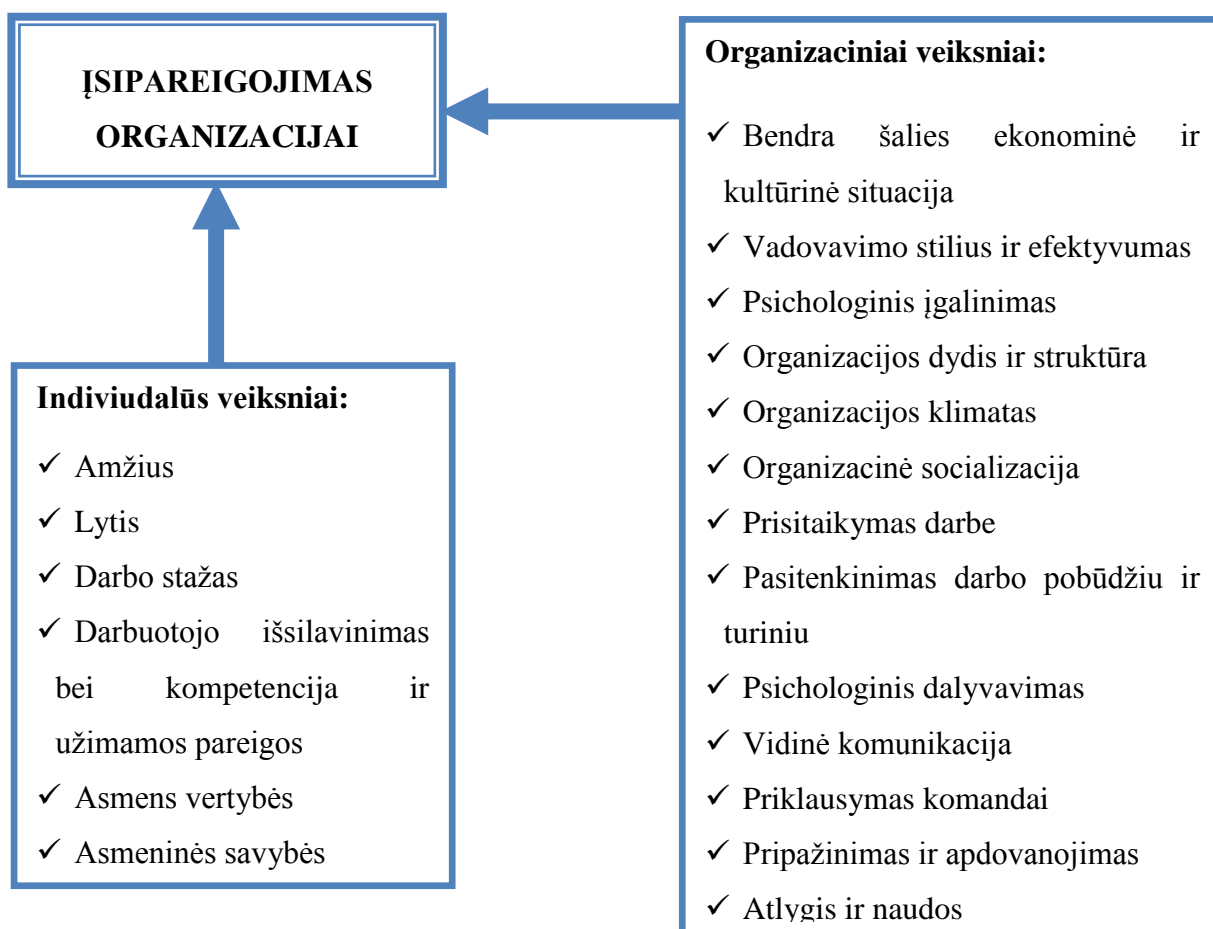 ĮSIPAREIGOJIMAS
ORGANIZACIJAI
Indiviudalūs veiksniai:
✓ Amžius
✓ Lytis
✓ Darbo stažas
✓ Darbuotojo išsilavinimas
bei kompetencija ir
užimamos pareigos
✓ Asmens vertybės
✓ Asmeninės savybės
Organizaciniai veiksniai:
✓ Bendra šalies ekonominė ir
kultūrinė situacija
✓ Vadovavimo stilius ir efektyvumas
✓ Psichologinis įgalinimas
✓ Organizacijos dydis ir struktūra
✓ Organizacijos klimatas
✓ Organizacinė socializacija
✓ Prisitaikymas darbe
✓ Pasitenkinimas darbo pobūdžiu ir
turiniu
✓ Psichologinis dalyvavimas
✓ Vidinė komunikacija
✓ Priklausymas komandai
✓ Pripažinimas ir apdovanojimas
✓ Atlygis ir naudos